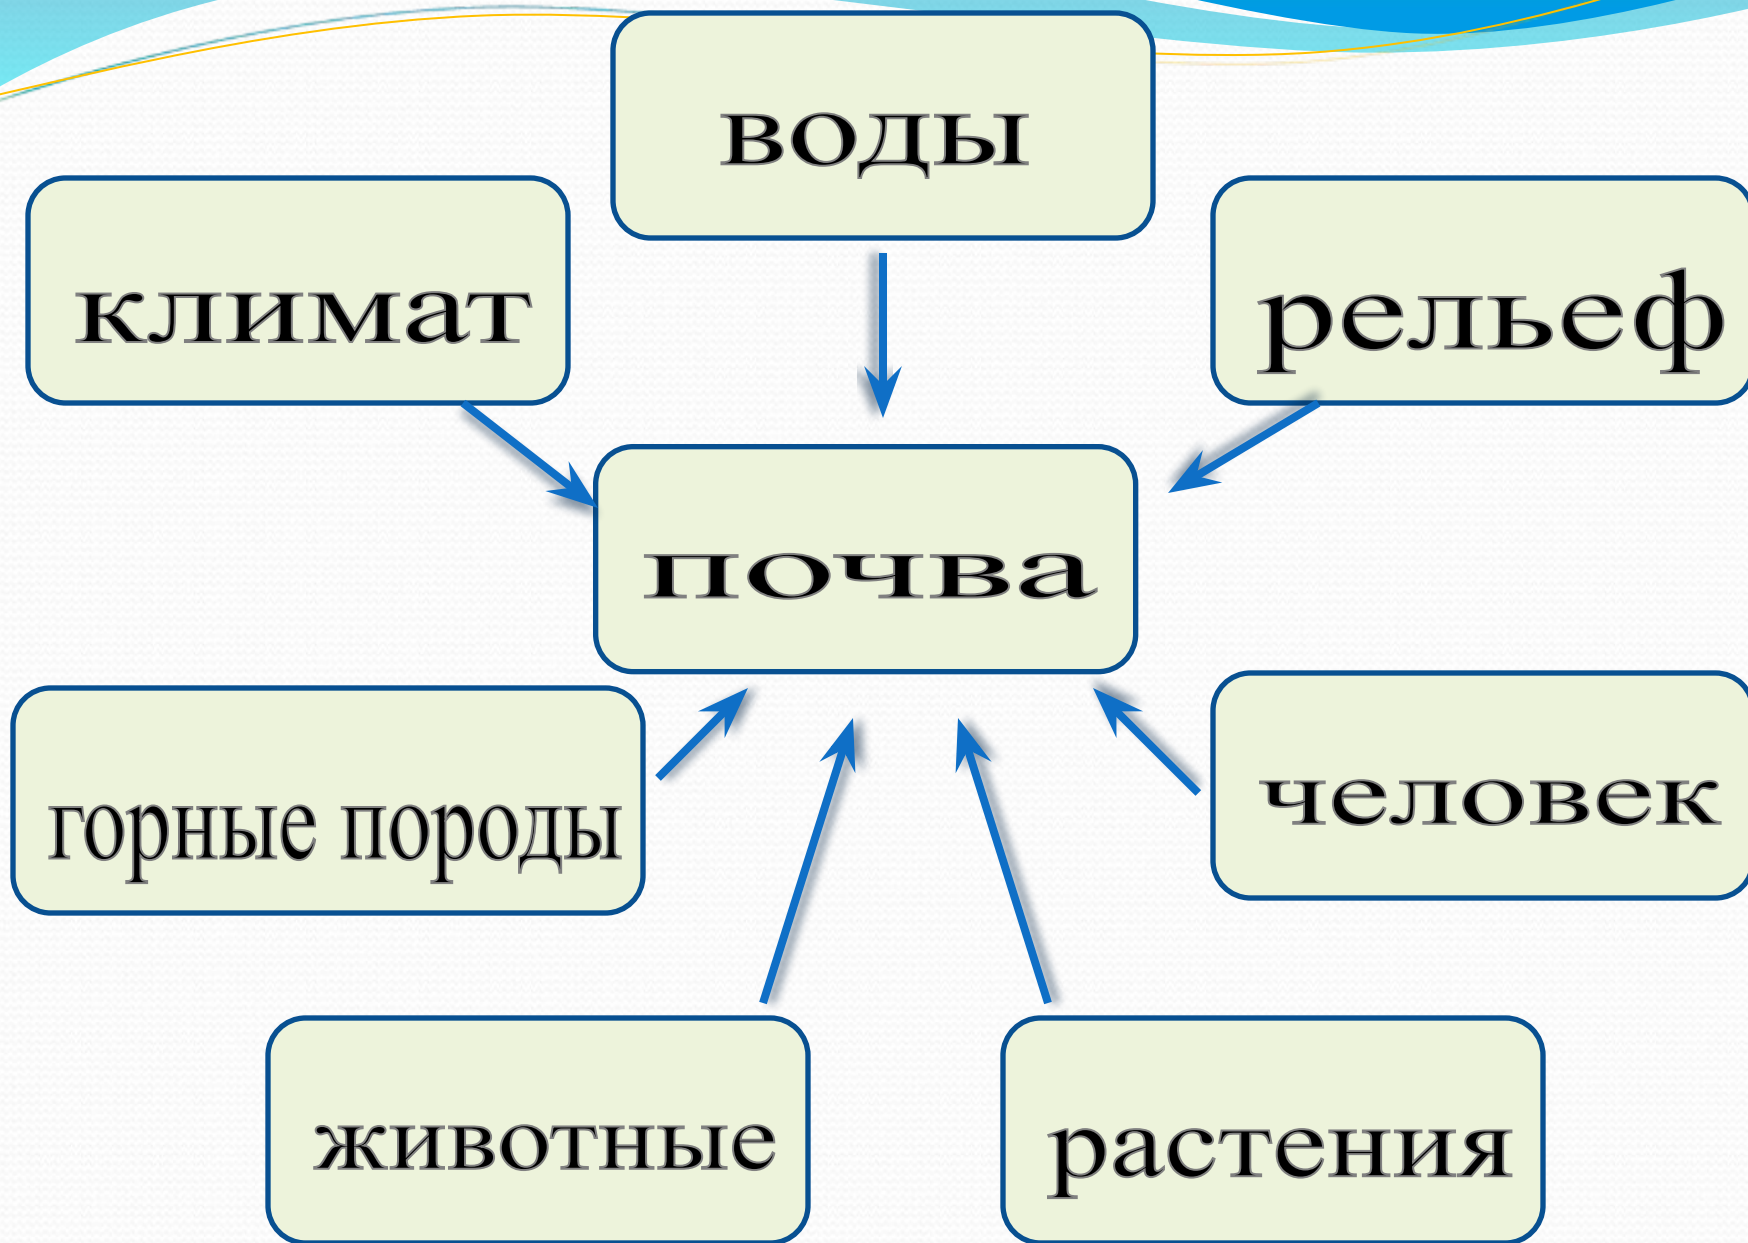 воды
климат
рельеф
почва
горные породы
человек
животные
растения